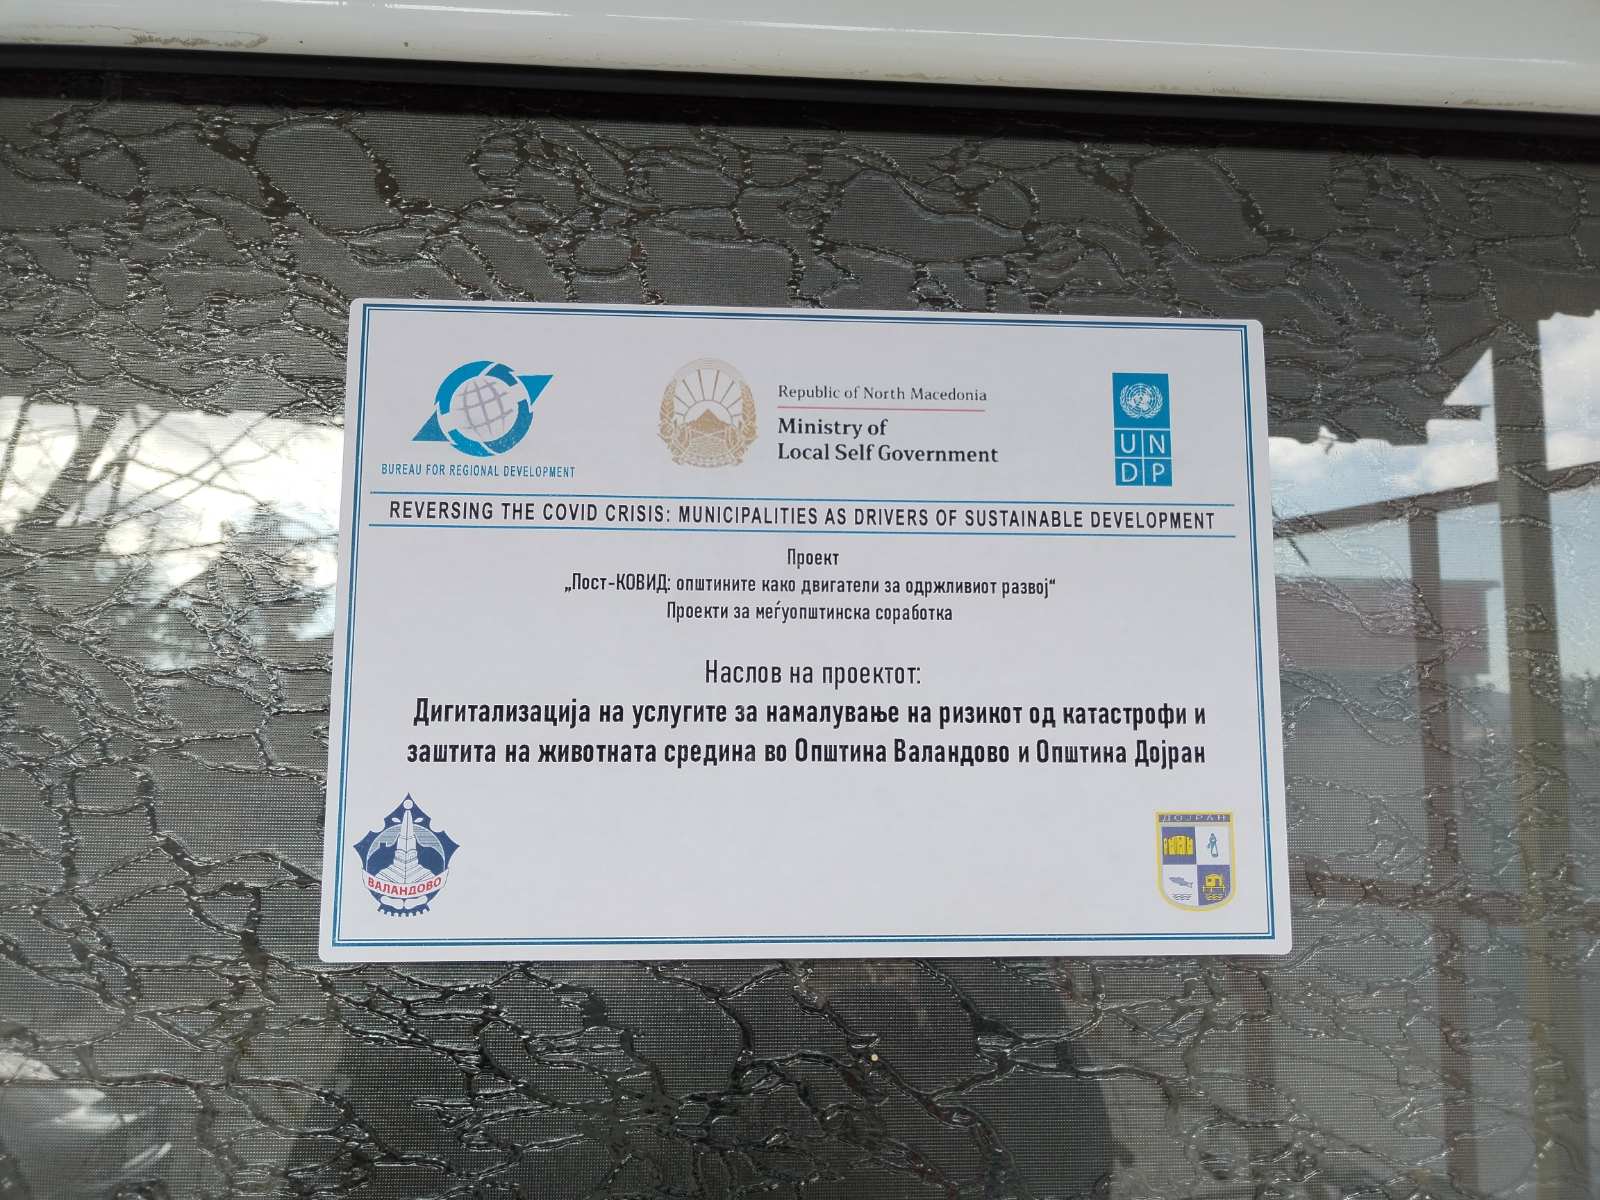 BUREAU FOR REGIONAL DEVELOPMENT
Republic of North Macedonia
Ministry of
Local Self Government
UN
DP
REVERSING THE COVID CRISIS: MUNICIPALITIES AS DRIVERS OF SUSTAINABLE DEVELOPMENT
Проект
„Пост-КОВИД: општините како двигатели за одржливиот развој“
Проекти за меѓуопштинска соработка
Наслов на проектот:
Дигитализација на услугите за намалување на ризикот од катастрофи и
заштита на животната средина во Општина Валандово и Општина Дојран
ВАЛАНДОВО
ДОЈРАН